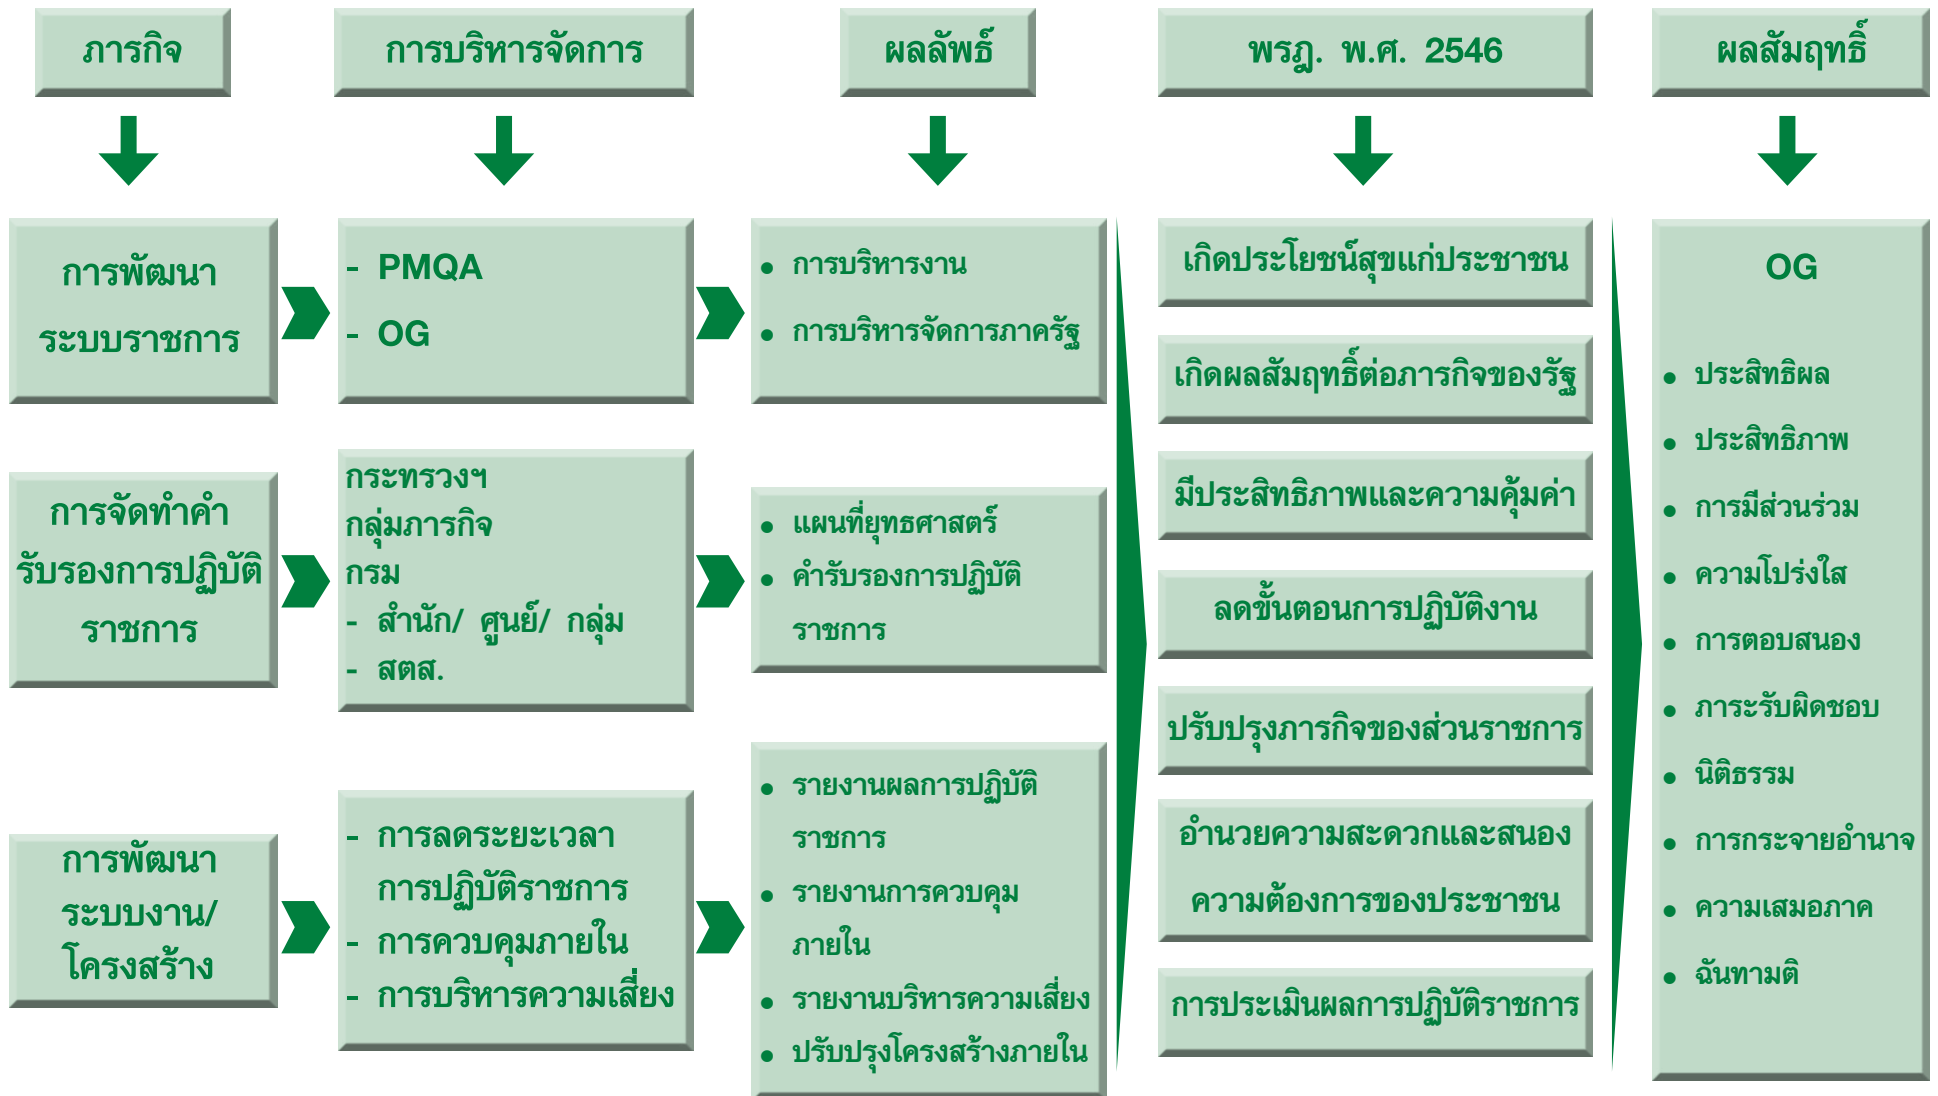 ภารกิจ
การบริหารจัดการ
ผลลัพธ์
พรฎ. พ.ศ. 2546
ผลสัมฤทธิ์
การพัฒนา
ระบบราชการ
- PMQA
- OG
• การบริหารงาน
• การบริหารจัดการภาครัฐ
การจัดทำคำ
รับรองการปฏิบัติ
ราชการ
กระทรวงฯ
กลุ่มภารกิจ
กรม
- สำนัก/ ศูนย์/ กลุ่ม
- สตส.
• แผนที่ยุทธศาสตร์
• คำรับรองการปฏิบัติ
ราชการ
การพัฒนา
ระบบงาน/
โครงสร้าง
- การลดระยะเวลา
การปฏิบัติราชการ
- การควบคุมภายใน
- การบริหารความเสี่ยง
• รายงานผลการปฏิบัติ
ราชการ
• รายงานการควบคุม
ภายใน
• รายงานบริหารความเสี่ยง
• ปรับปรุงโครงสร้างภายใน
เกิดประโยชน์สุขแก่ประชาชน
เกิดผลสัมฤทธิ์ต่อภารกิจของรัฐ
มีประสิทธิภาพและความคุ้มค่า
ลดขั้นตอนการปฏิบัติงาน
ปรับปรุงภารกิจของส่วนราชการ
อำนวยความสะดวกและสนอง
ความต้องการของประชาชน
การประเมินผลการปฏิบัติราชการ
OG
• ประสิทธิผล
• ประสิทธิภาพ
• การมีส่วนร่วม
• ความโปร่งใส
• การตอบสนอง
• ภาระรับผิดชอบ
• นิติธรรม
• การกระจายอำนาจ
• ความเสมอภาค
• ฉันทามติ